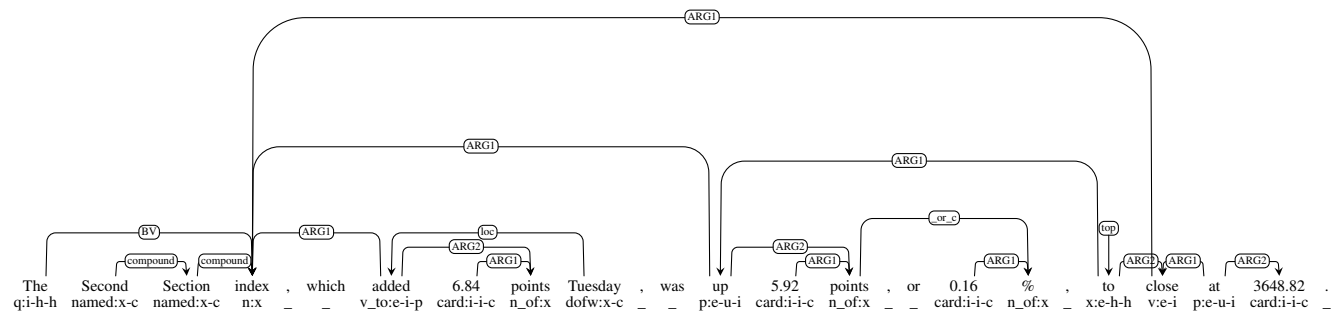 ARG1
ARG1
ARG1
_or_c
BV ARG1 loc top
ARG2 ARG2
compound compound ARG1 ARG1 ARG1 ARG2 ARG1 ARG2
The Second Section index , which added 6.84 points Tuesday , was up 5.92 points , or 0.16 % , to close at 3648.82 .
q:i-h-h named:x-c named:x-c n:x _ _ v_to:e-i-p card:i-i-c n_of:x dofw:x-c _ _ p:e-u-i card:i-i-c n_of:x _ _ card:i-i-c n_of:x _ x:e-h-h v:e-i p:e-u-i card:i-i-c _